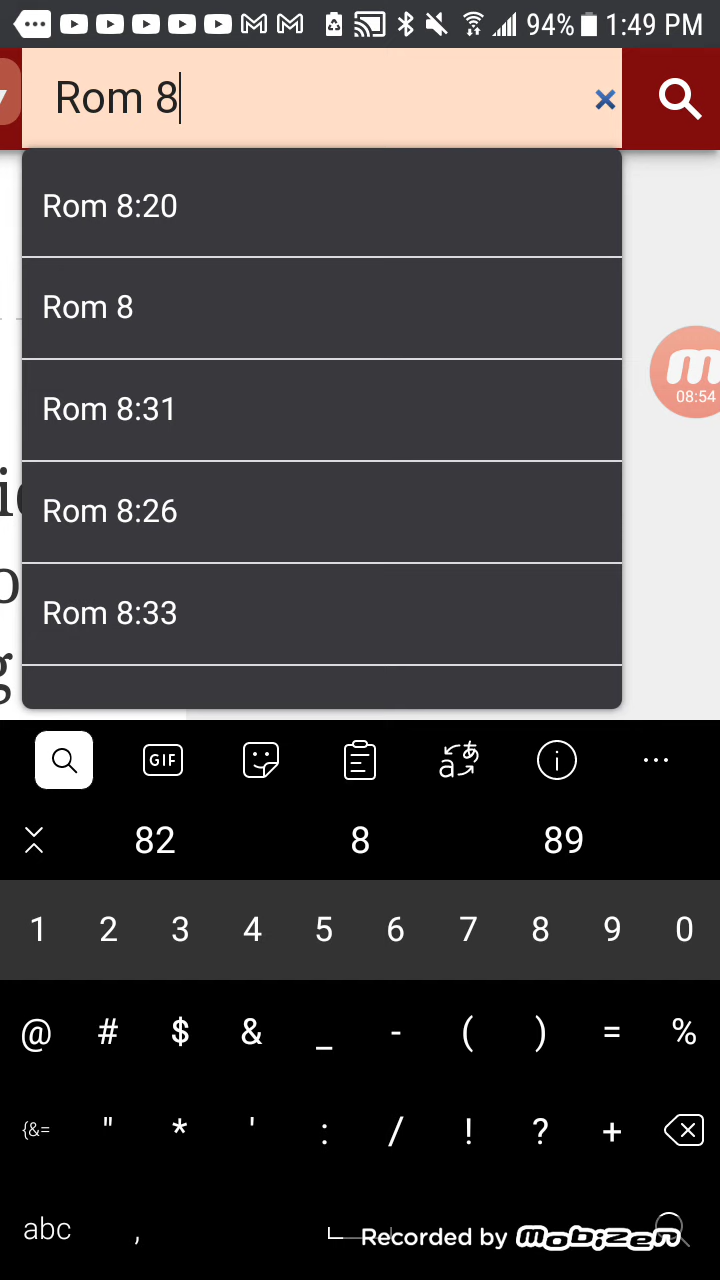 94% 1:49 PM
Rom 8
Rom 8:20
Rom 8
Rom 8:31
Rom 8:26
Rom 8:33
08:54
GIF
82 8 89
1 2 3 4 5 6 7 8 9 0
@ # $ & _ - ( ) = %
{&= " * ' : / ! ? +
abc ,
Recorded by mobizen